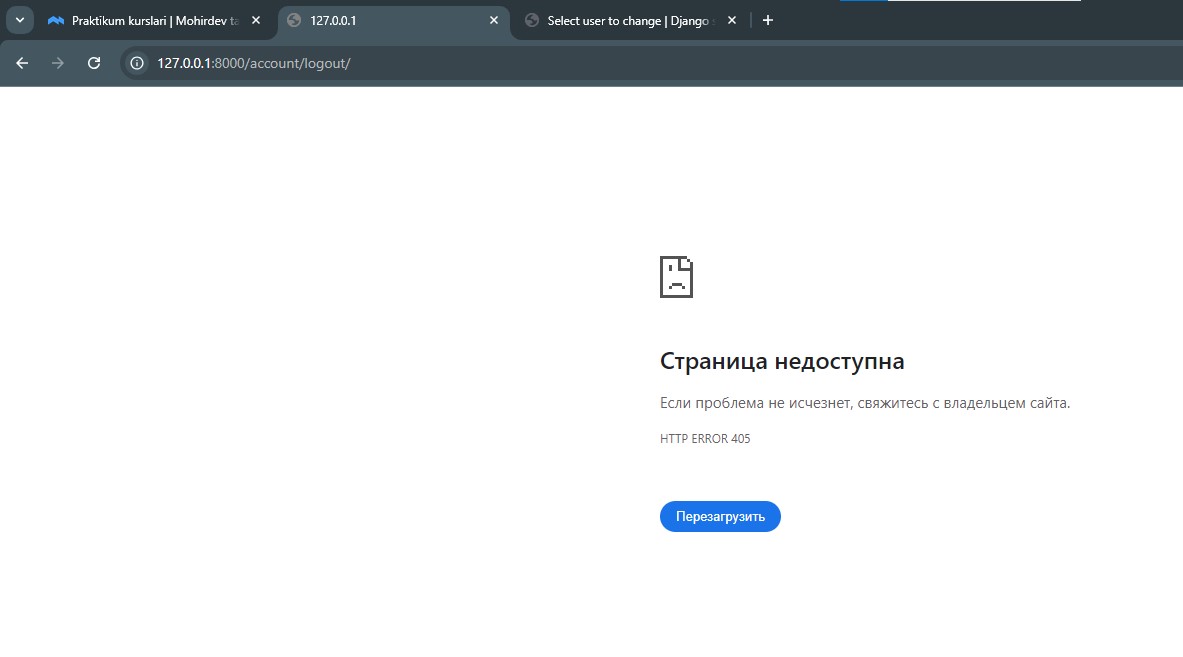 Praktikum kurslari | Mohirdev
127.0.0.1
Select user to change | Django
127.0.0.1:8000/account/logout/
Страница недоступна
Если проблема не исчезнет, свяжитесь с владельцем сайта.
HTTP ERROR 405
Перезагрузить